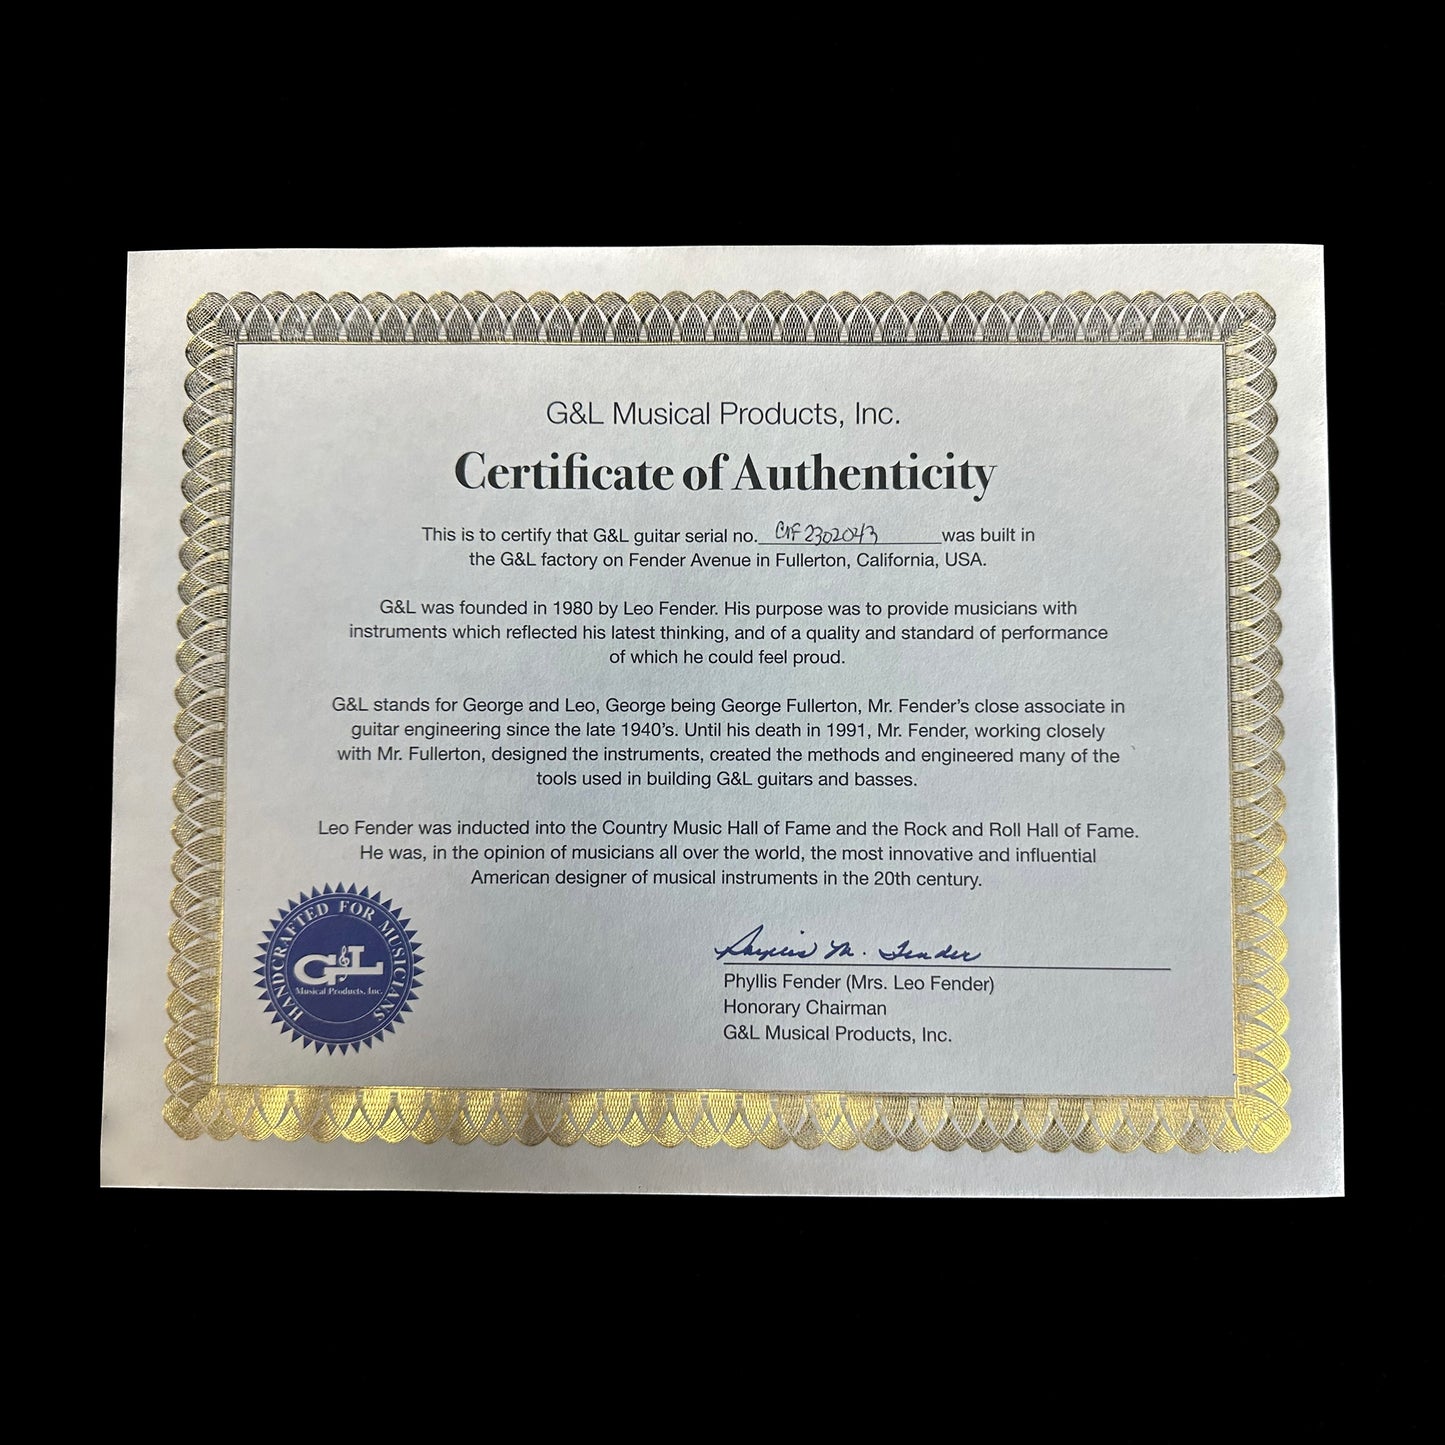 G&L Musical Products, Inc.
Certificate of Authenticity
This is to certify that G&L guitar serial no. CLF2302043 was built in
the G&L factory on Fender Avenue in Fullerton, California, USA.
G&L was founded in 1980 by Leo Fender. His purpose was to provide musicians with
instruments which reflected his latest thinking, and of a quality and standard of performance
of which he could feel proud.
G&L stands for George and Leo, George being George Fullerton, Mr. Fender's close associate in
guitar engineering since the late 1940's. Until his death in 1991, Mr. Fender, working closely
with Mr. Fullerton, designed the instruments, created the methods and engineered many of the
tools used in building G&L guitars and basses.
Leo Fender was inducted into the Country Music Hall of Fame and the Rock and Roll Hall of Fame.
He was, in the opinion of musicians all over the world, the most innovative and influential
American designer of musical instruments in the 20th century.
HANDCRAFTED FOR MUSICIANS
G&L
Musical Products, Inc.
Phyllis M. Fender
Phyllis Fender (Mrs. Leo Fender)
Honorary Chairman
G&L Musical Products, Inc.